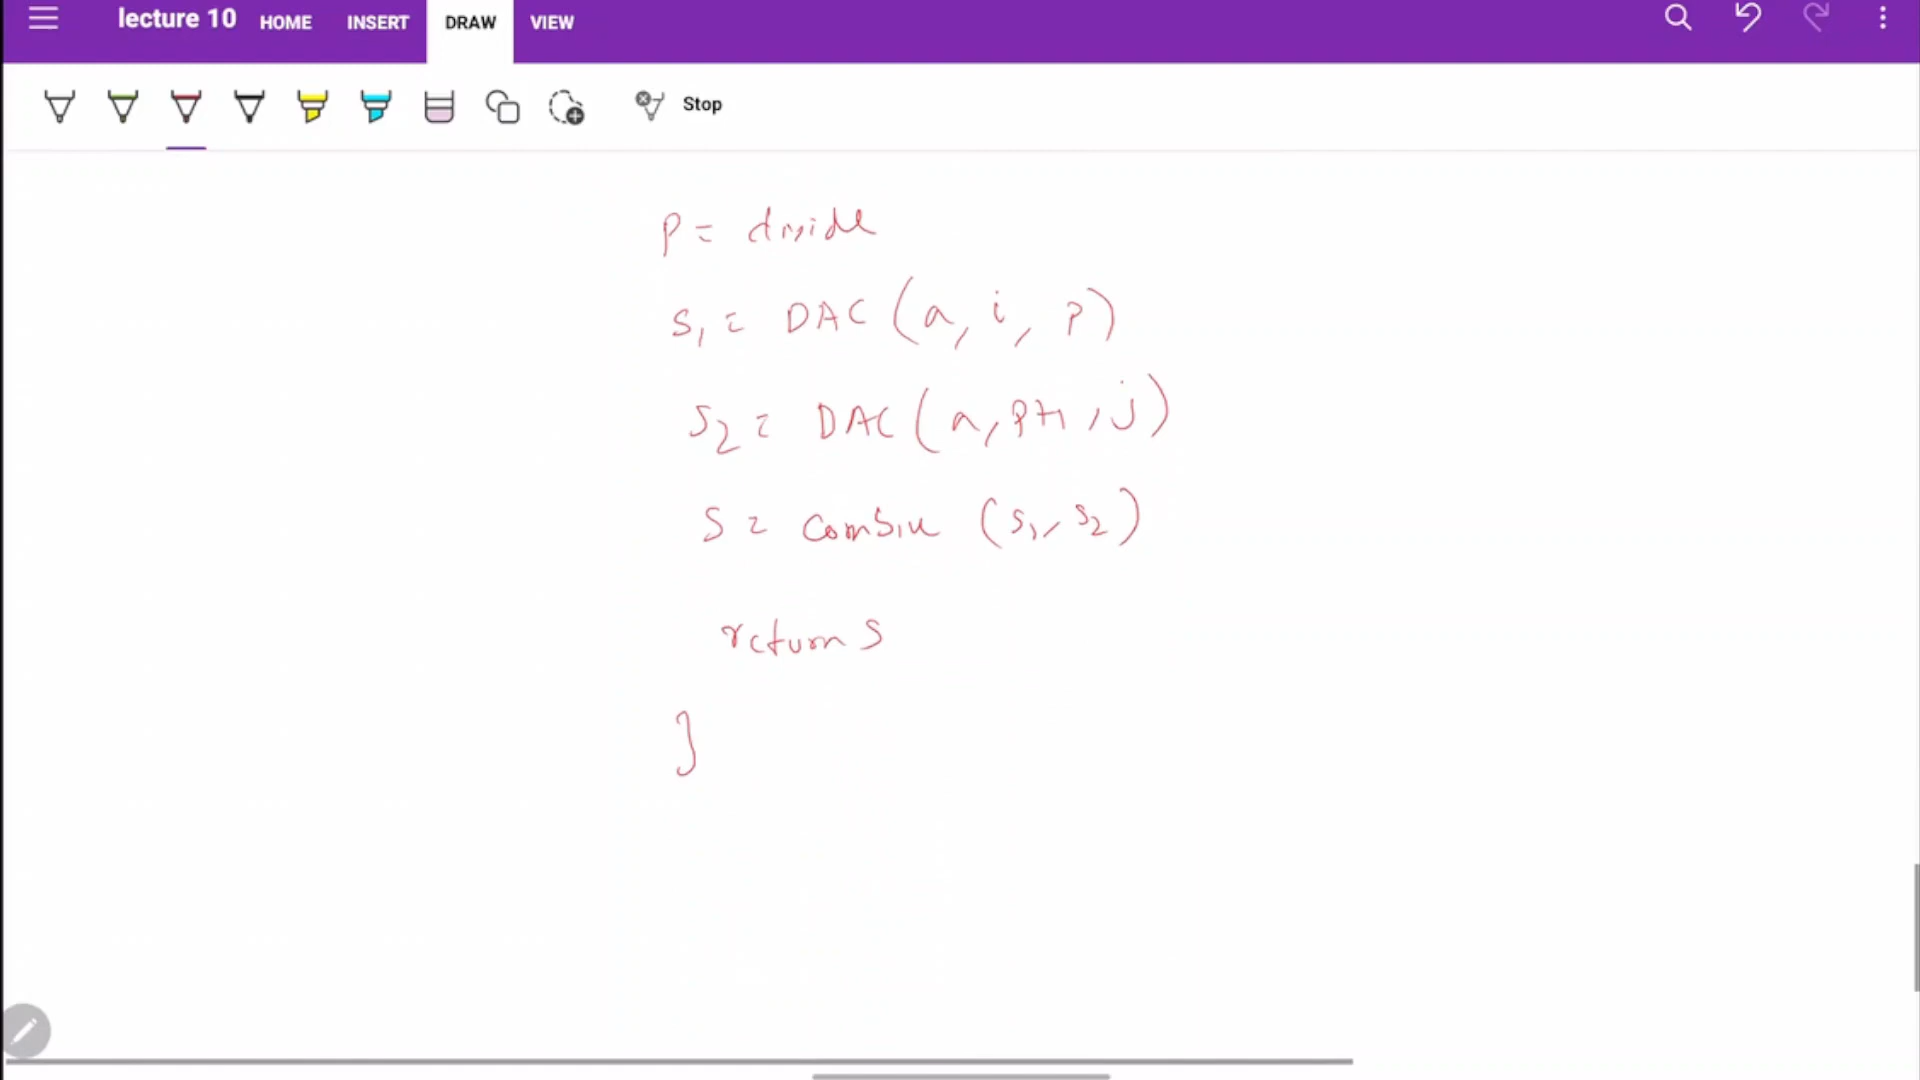 lecture 10 HOME INSERT DRAW VIEW
Stop
P = divide
S1 = DAC (a, i, p)
S2 = DAC (a, p+1, j)
S = combine (S1, S2)
return S
}